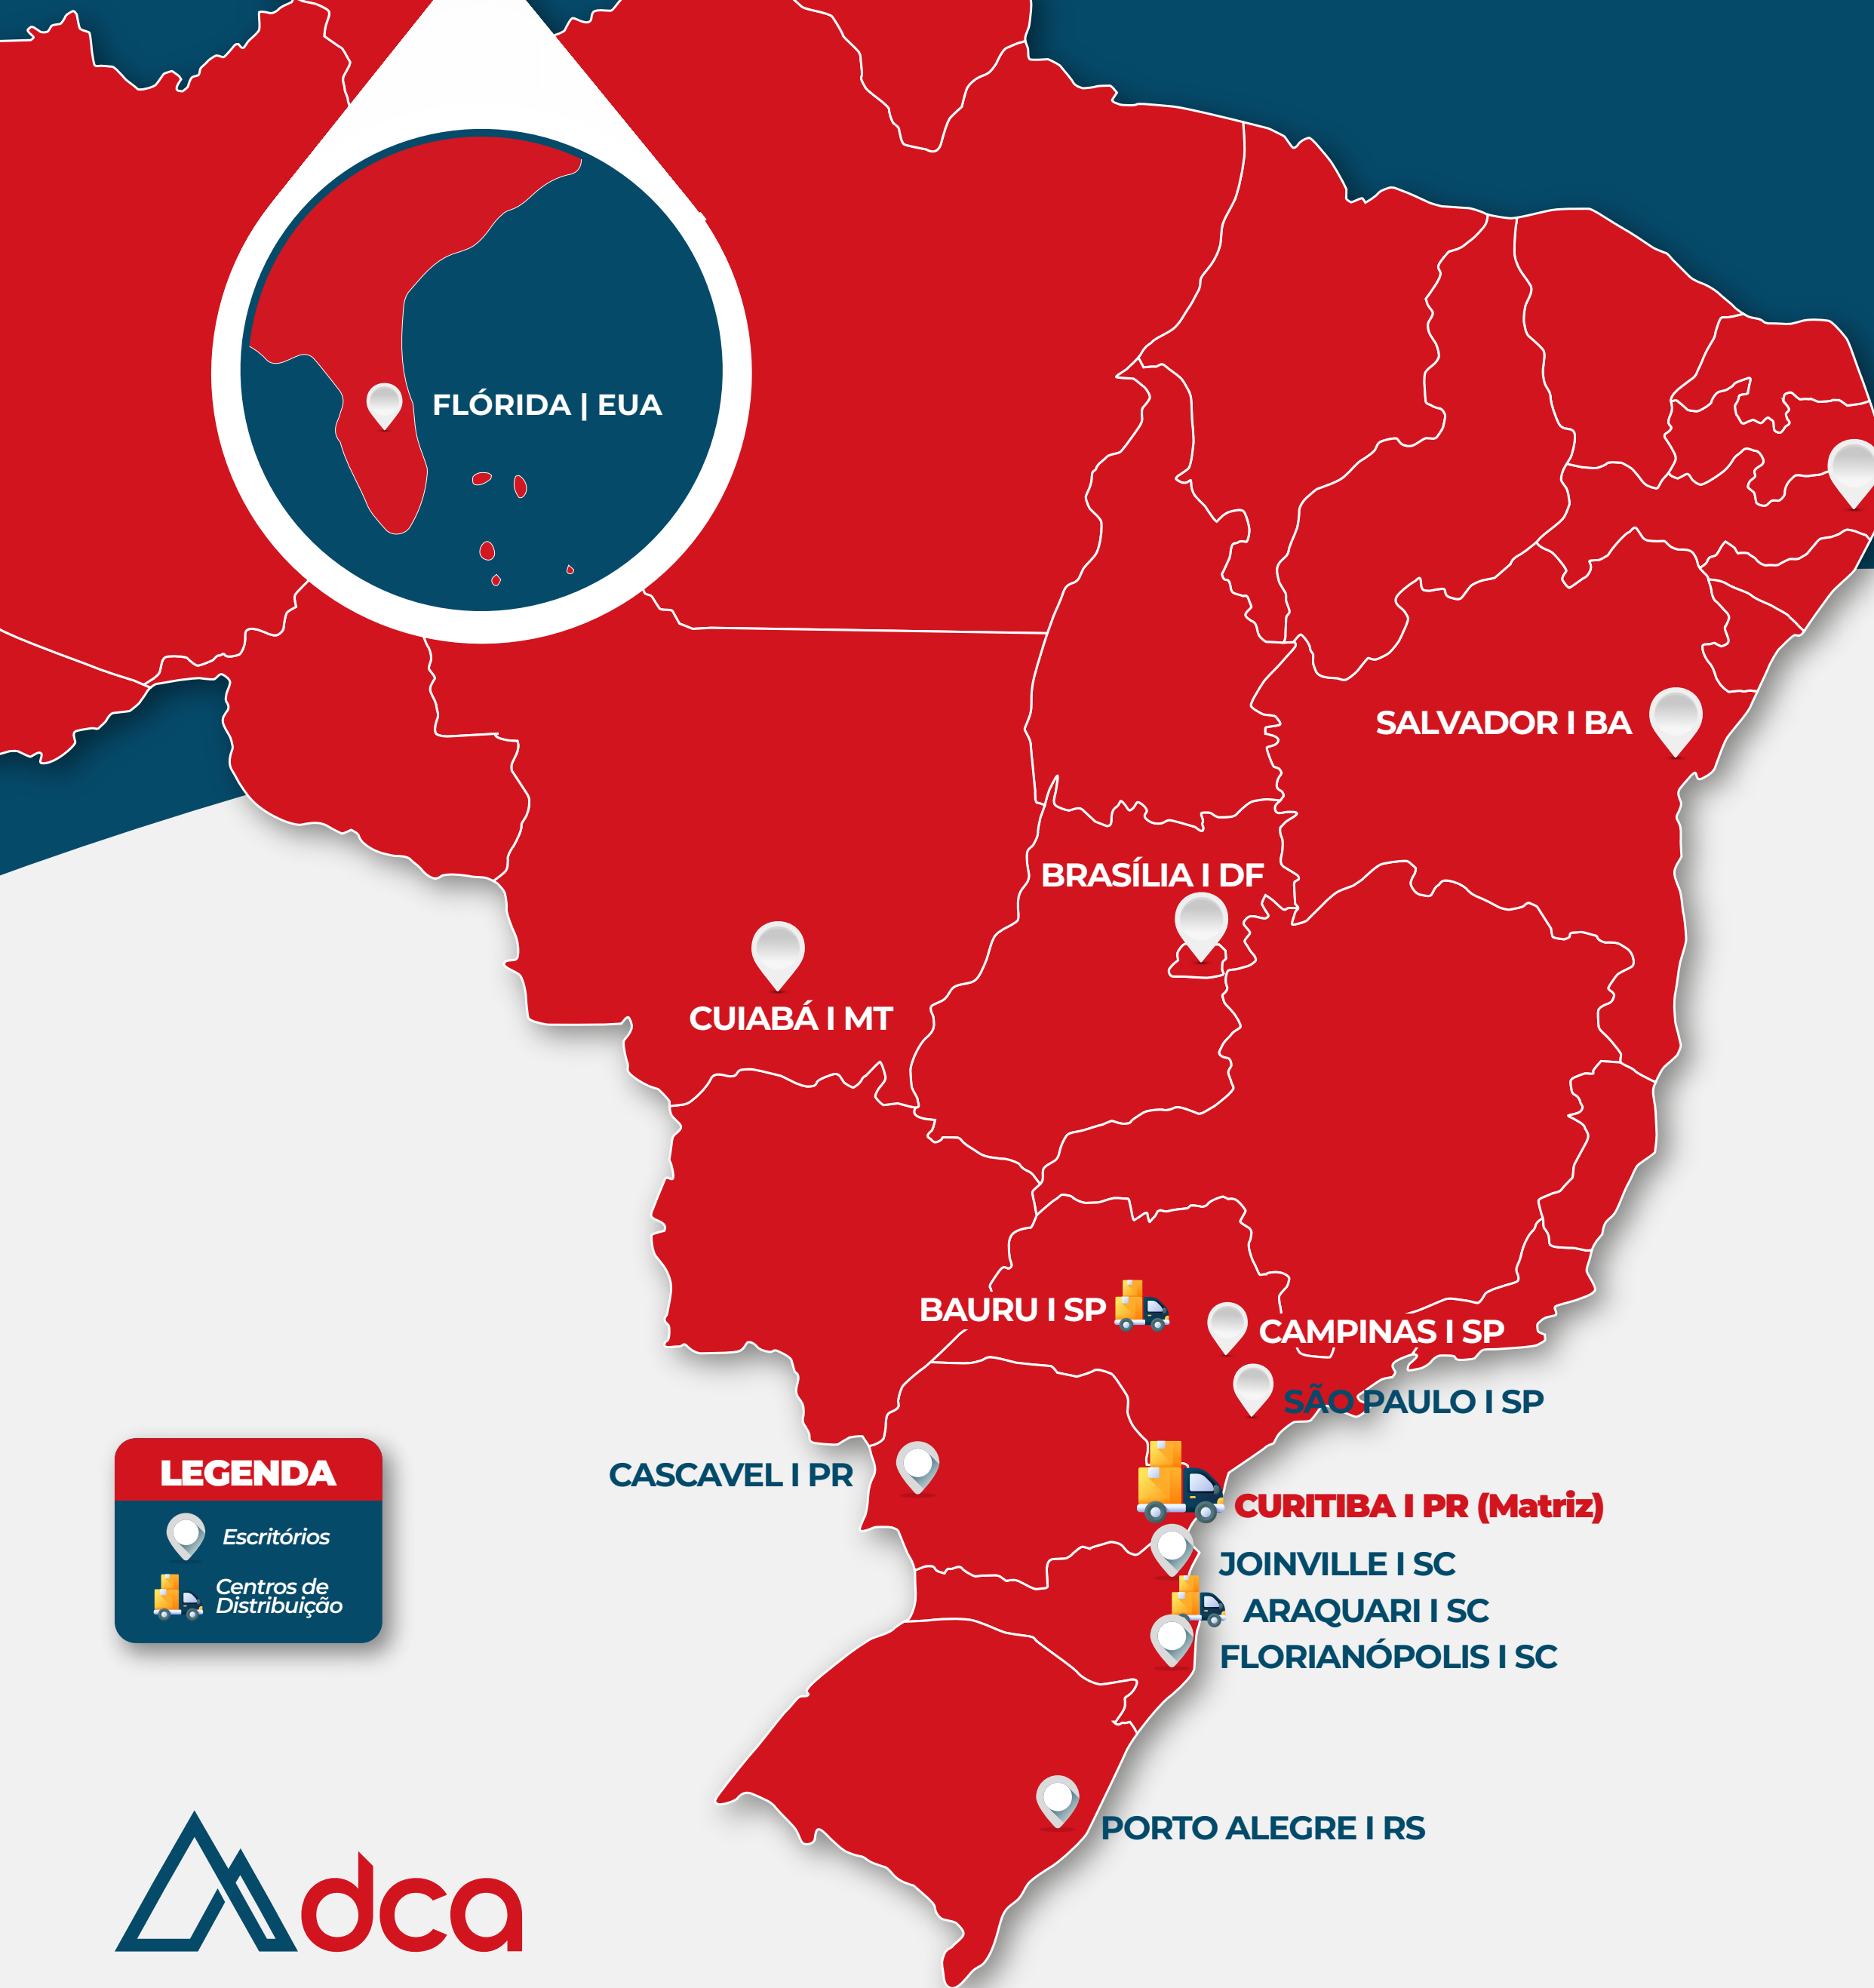 FLÓRIDA | EUA
SALVADOR I BA
BRASÍLIA I DF
CUIABÁ I MT
BAURU I SP
CAMPINAS I SP
SÃO PAULO I SP
CASCAVEL I PR
CURITIBA I PR (Matriz)
JOINVILLE I SC
ARAQUARI I SC
FLORIANÓPOLIS I SC
PORTO ALEGRE I RS
LEGENDA
Escritórios
Centros de
Distribuição
dca